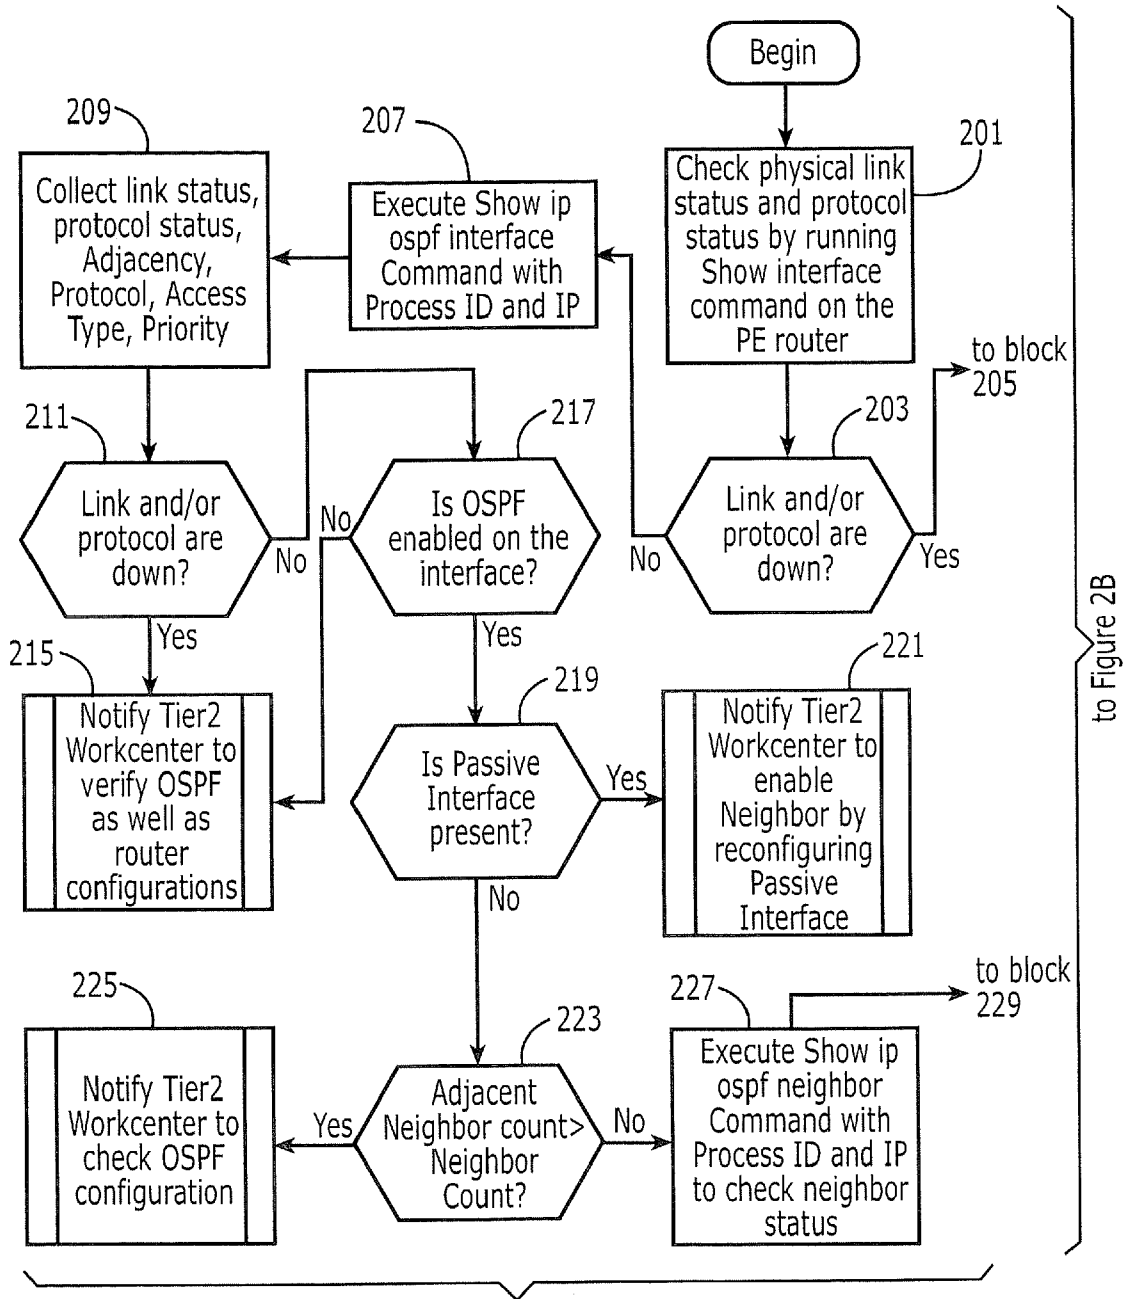 Begin
201
Check physical link
status and protocol
status by running
Show interface
command on the
PE router
207
Execute Show ip
ospf interface
Command with
Process ID and IP
209
Collect link status,
protocol status,
Adjacency,
Protocol, Access
Type, Priority
to block
205
203
Link and/or
protocol are
down?
No
Yes
211
Link and/or
protocol are
down?
No
Yes
217
Is OSPF
enabled on the
interface?
No
Yes
215
Notify Tier2
Workcenter to
verify OSPF
as well as
router
configurations
219
Is Passive
Interface
present?
Yes
No
221
Notify Tier2
Workcenter to
enable
Neighbor by
reconfiguring
Passive
Interface
223
Adjacent
Neighbor count>
Neighbor
Count?
Yes
No
225
Notify Tier2
Workcenter to
check OSPF
configuration
227
Execute Show ip
ospf neighbor
Command with
Process ID and IP
to check neighbor
status
to block
229
to Figure 2B